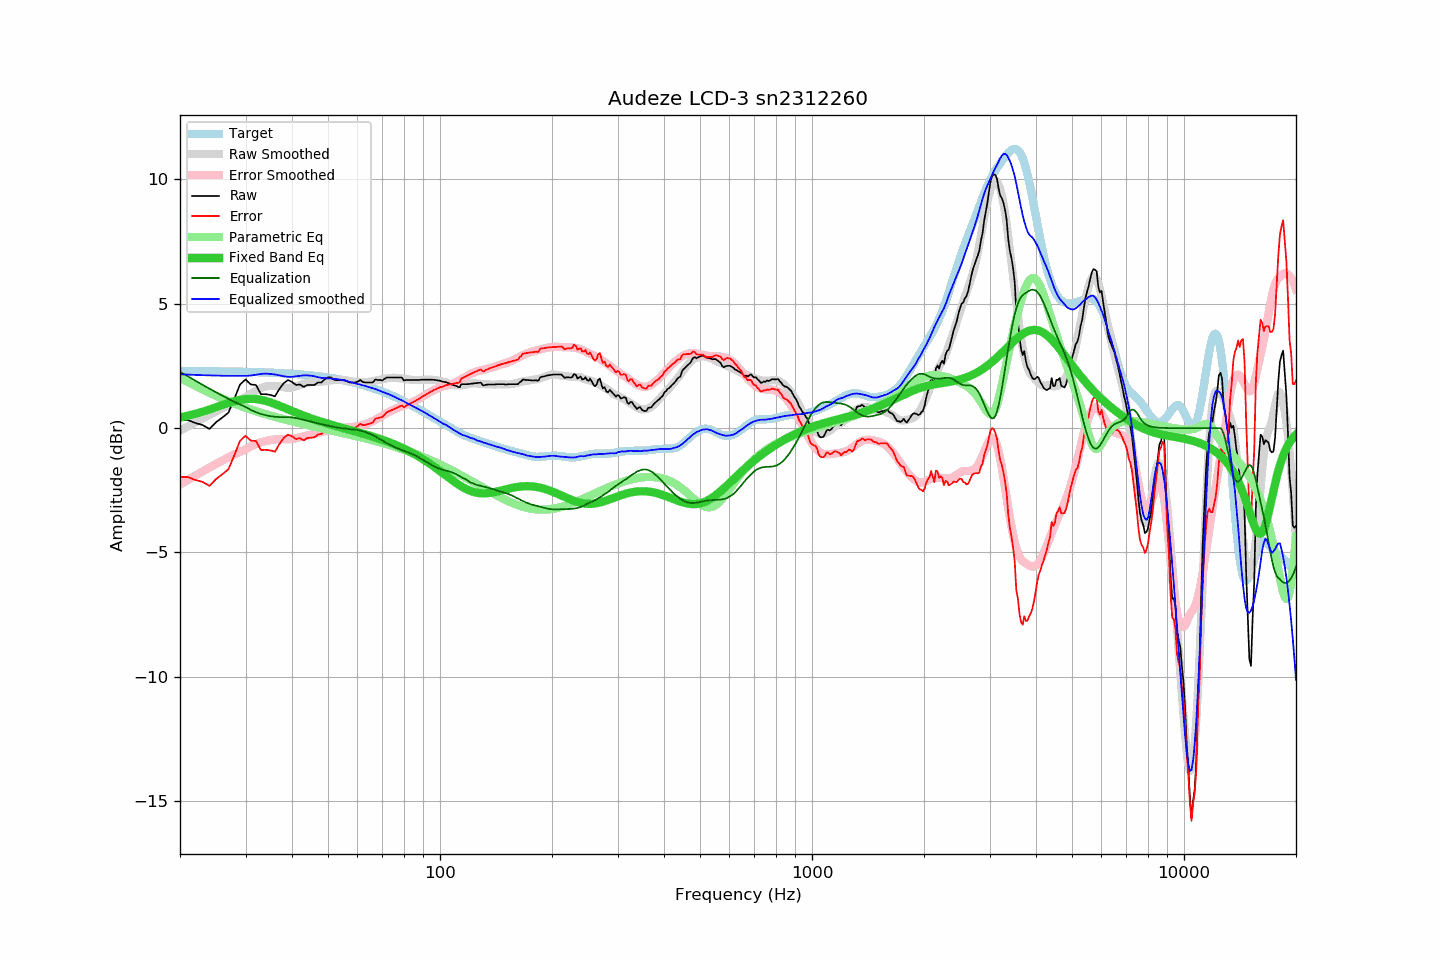 Audeze LCD-3 sn2312260
Target
Raw Smoothed
Error Smoothed
Raw
Error
Parametric Eq
Fixed Band Eq
Equalization
Equalized smoothed
10
5
0
−5
−10
−15
Amplitude (dBr)
100
1000
10000
Frequency (Hz)